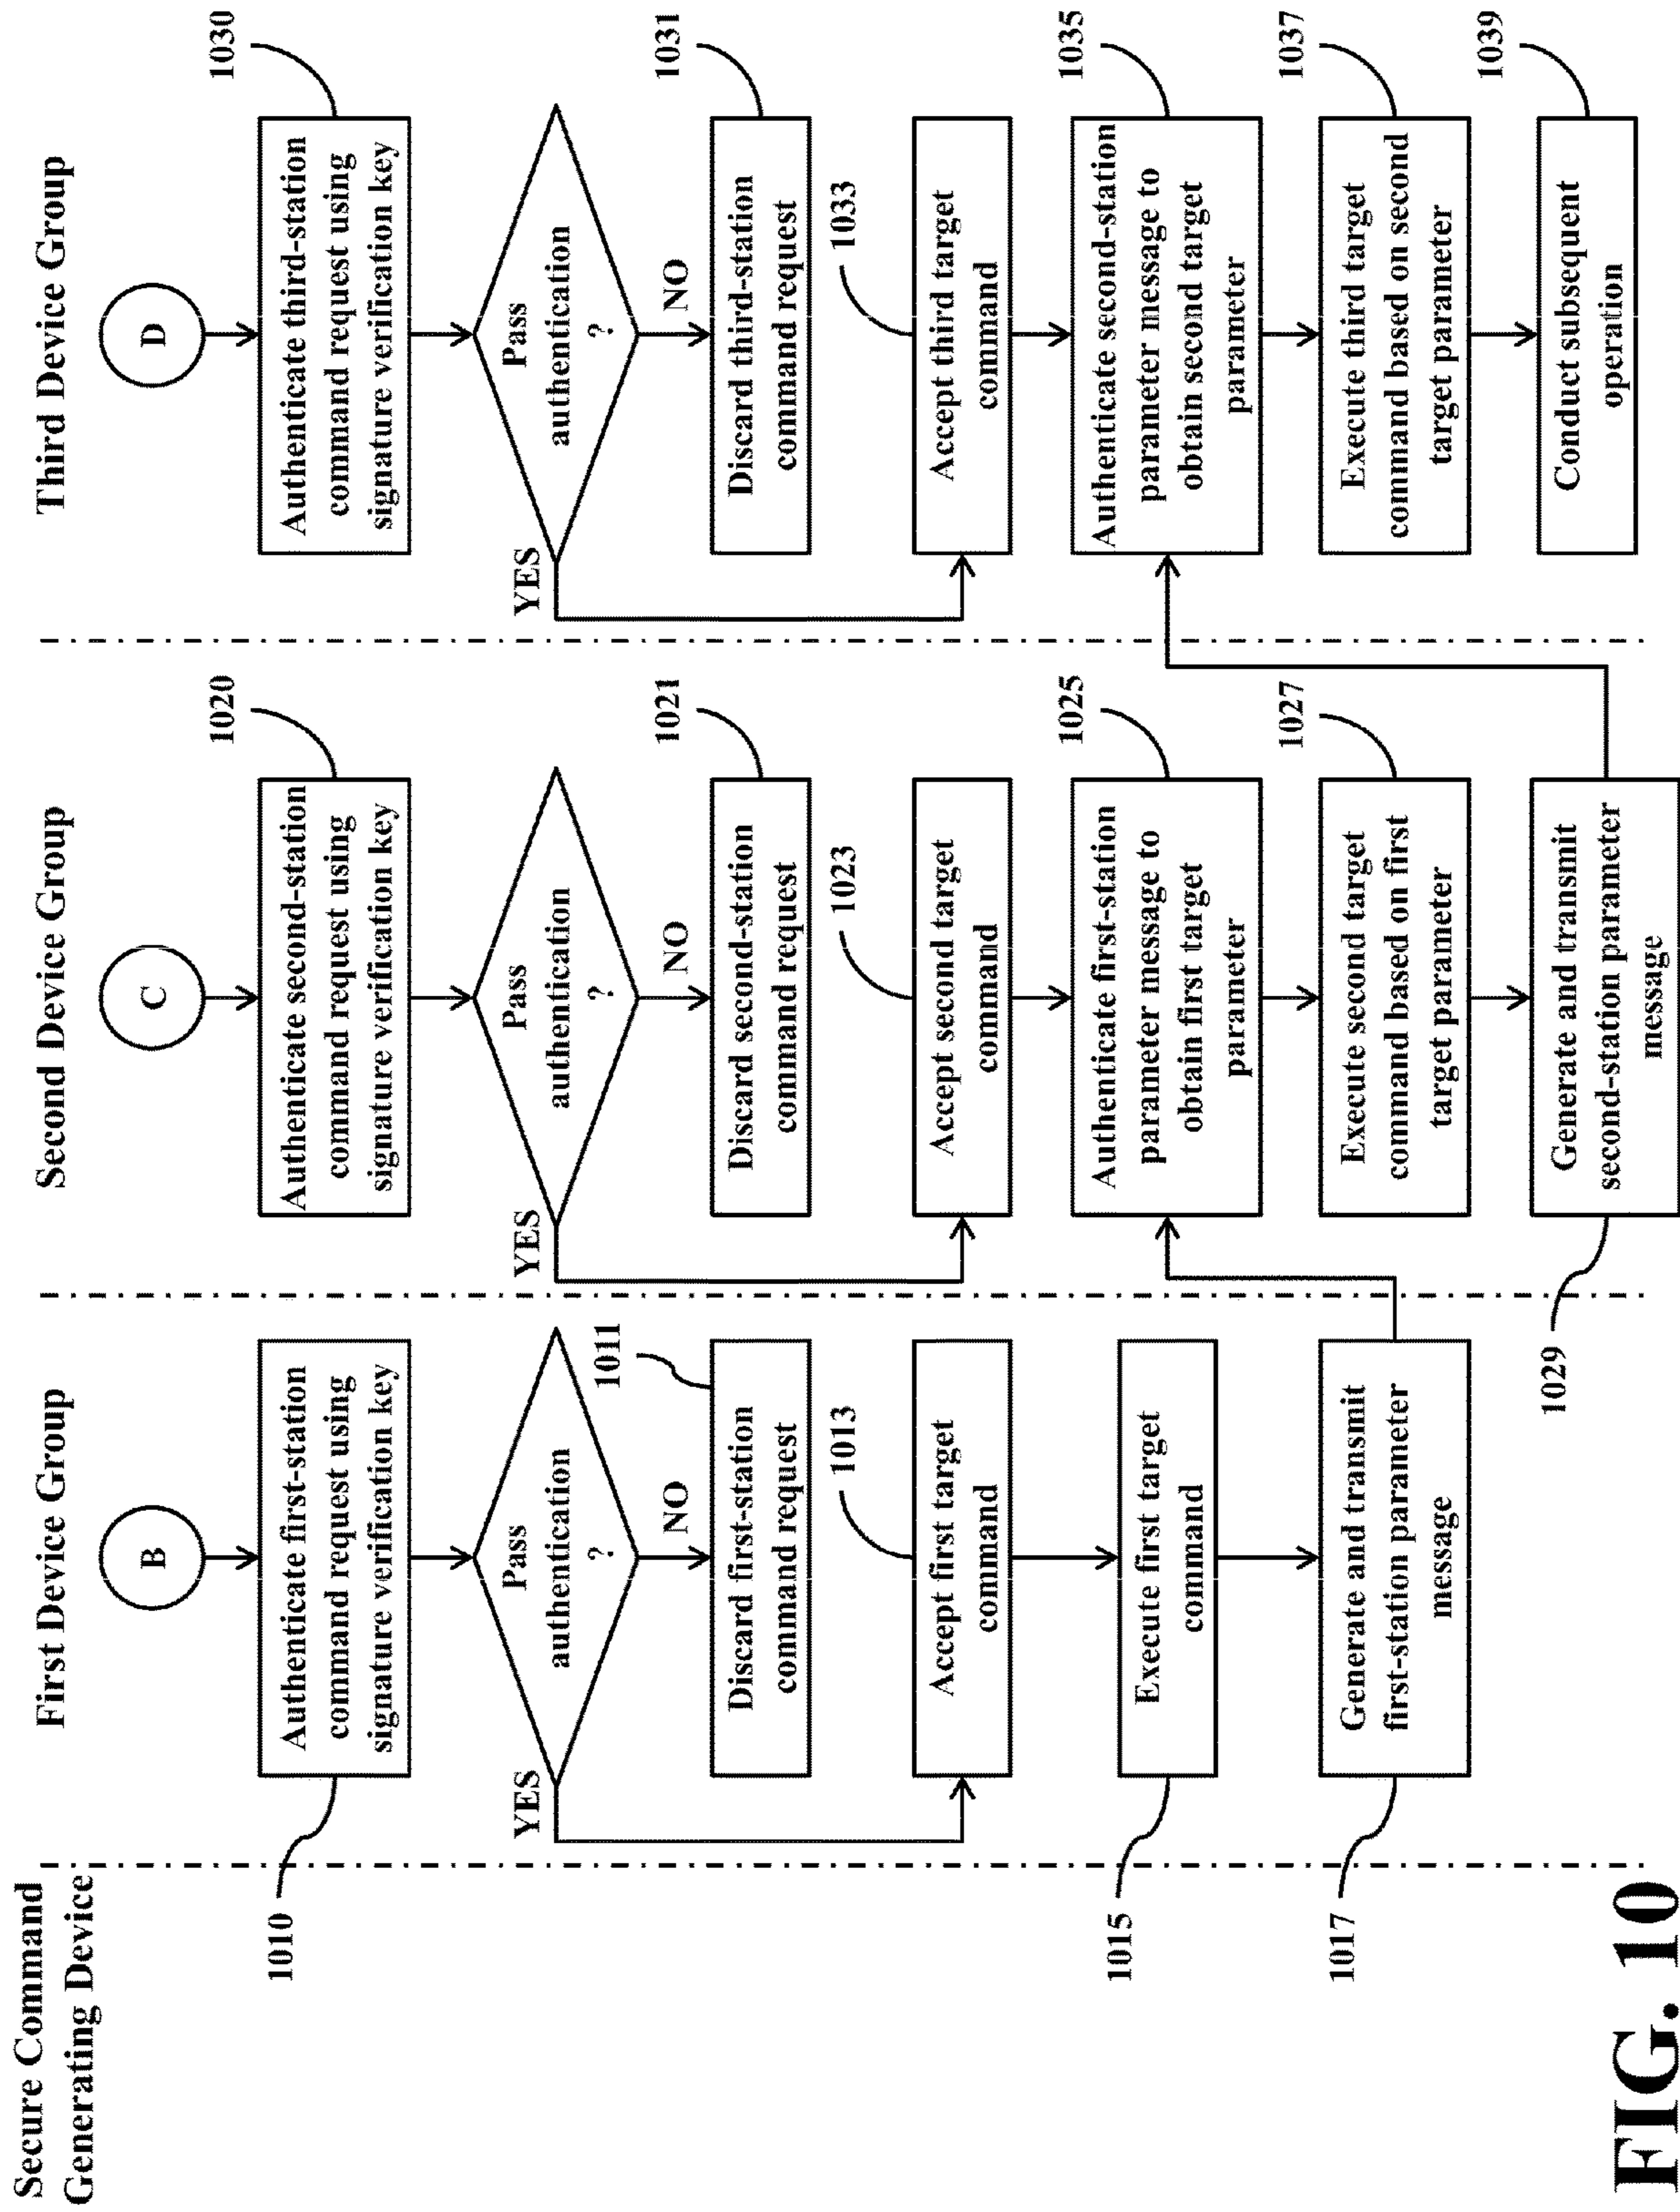 Secure Command
Generating Device
First Device Group
Second Device Group
Third Device Group
B
1010
Authenticate first-station
command request using
signature verification key
Pass
authentication
?
YES
NO
1011
Discard first-station
command request
1013
Accept first target
command
1015
Execute first target
command
1017
Generate and transmit
first-station parameter
message
C
1020
Authenticate second-station
command request using
signature verification key
Pass
authentication
?
YES
NO
1021
Discard second-station
command request
1023
Accept second target
command
1025
Authenticate first-station
parameter message to
obtain first target
parameter
1027
Execute second target
command based on first
target parameter
1029
Generate and transmit
second-station parameter
message
D
1030
Authenticate third-station
command request using
signature verification key
Pass
authentication
?
YES
NO
1031
Discard third-station
command request
1033
Accept third target
command
1035
Authenticate second-station
parameter message to
obtain second target
parameter
1037
Execute third target
command based on second
target parameter
1039
Conduct subsequent
operation
FIG. 10